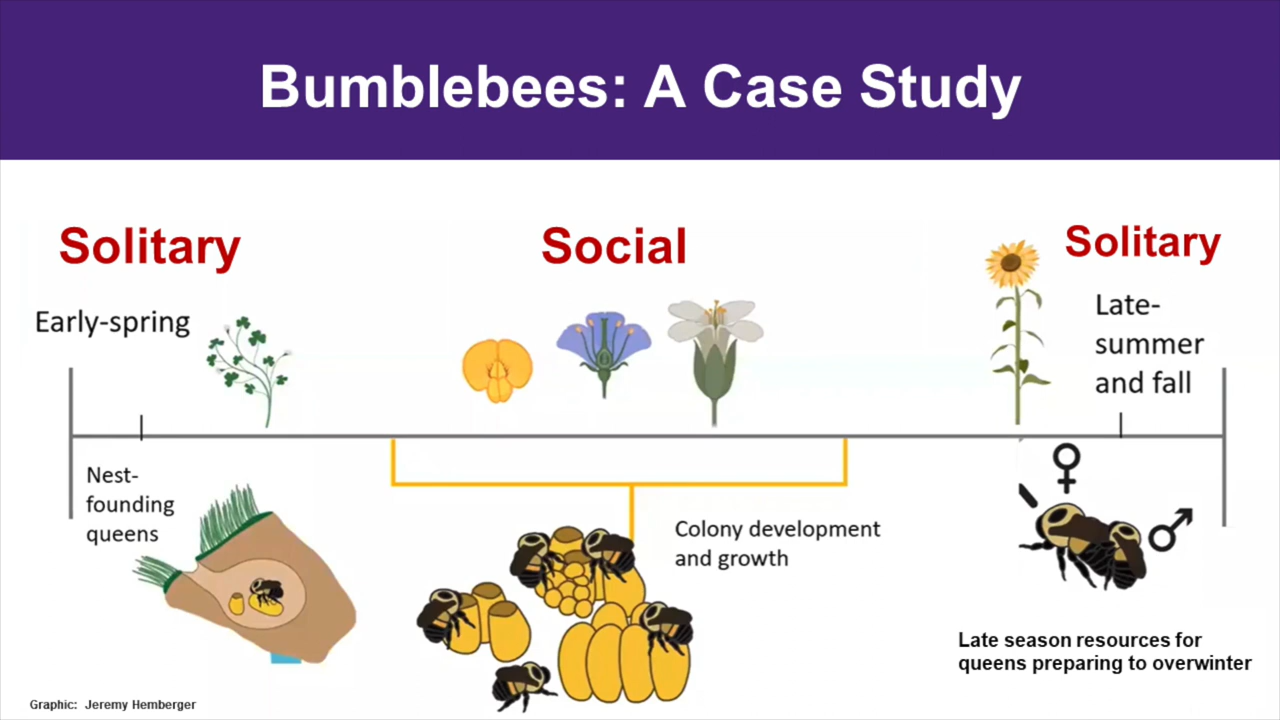 Bumblebees: A Case Study
Solitary
Social
Solitary
Early-spring
Late-
summer
and fall
Nest-
founding
queens
Colony development
and growth
Late season resources for
queens preparing to overwinter
Graphic: Jeremy Hemberger